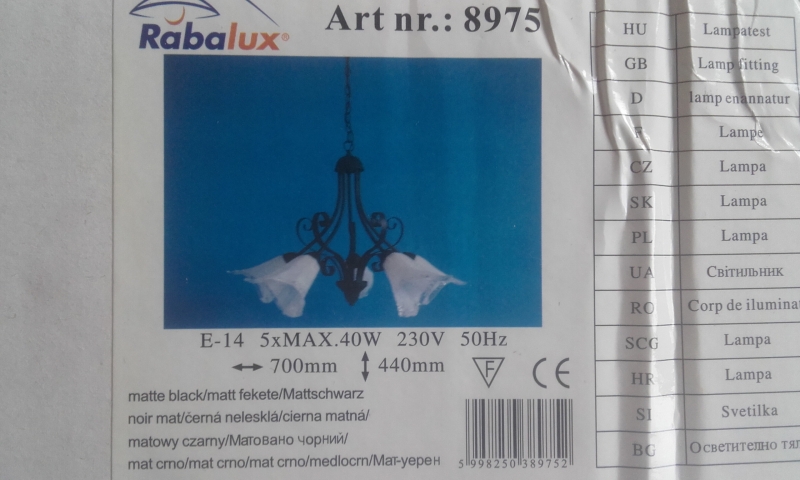 Rabalux®
Art nr.: 8975
E-14 5xMAX.40W 230V 50Hz
700mm 440mm
F
CE
matte black/matt fekete/Mattschwarz
noir mat/černá nelesklá/cierna matná/
matowy czarny/Матовано чорний/
mat crno/mat crno/mat crno/medlocrn/Мат-уерен
5 998250 389752
HU Lampatest
GB Lamp fitting
D lamp enannatur
F Lampe
CZ Lampa
SK Lampa
PL Lampa
UA Світільник
RO Corp de iluminat
SCG Lampa
HR Lampa
SI Svetilka
BG Осветително